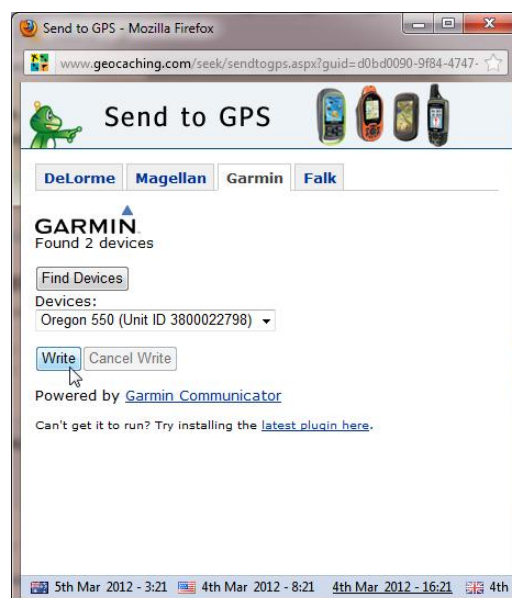 Send to GPS - Mozilla Firefox
www.geocaching.com/seek/sendtogps.aspx?guid=d0bd0090-9f84-4747-
Send to GPS
DeLorme Magellan Garmin Falk
GARMIN
Found 2 devices
Find Devices
Devices:
Oregon 550 (Unit ID 3800022798)
Write Cancel Write
Powered by Garmin Communicator
Can't get it to run? Try installing the latest plugin here.
5th Mar 2012 - 3:21 4th Mar 2012 - 8:21 4th Mar 2012 - 16:21 4th